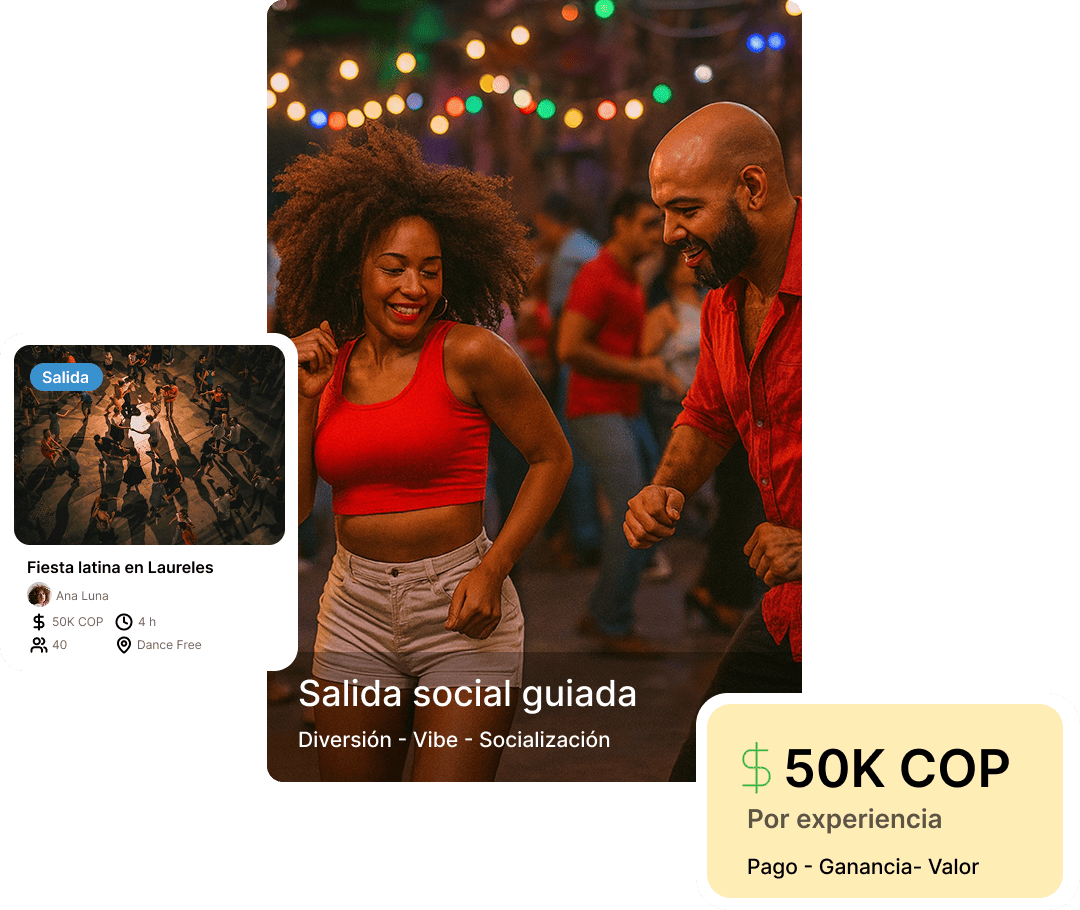 Salida
Fiesta latina en Laureles
Ana Luna
50K COP
4 h
40
Dance Free
Salida social guiada
Diversión - Vibe - Socialización
$ 50K COP
Por experiencia
Pago - Ganancia- Valor